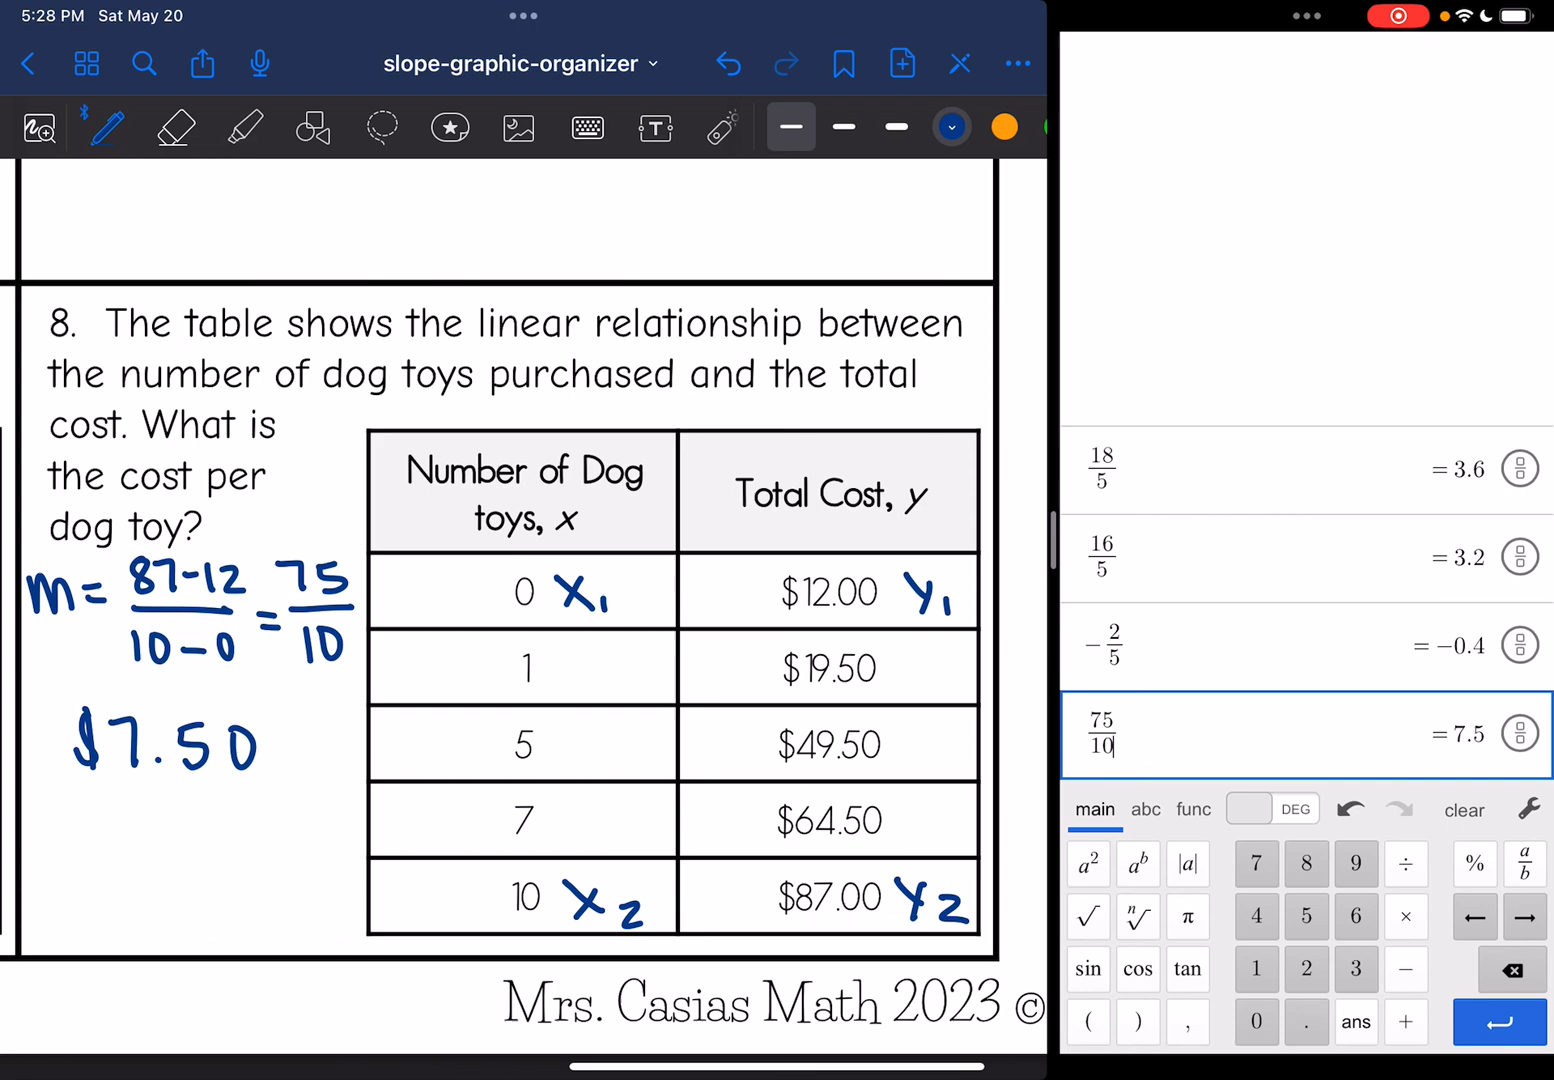 5:28 PM Sat May 20
slope-graphic-organizer
T
8. The table shows the linear relationship between
the number of dog toys purchased and the total
cost. What is
the cost per
dog toy?
m = 87-12 / 10-0 = 75 / 10
$7.50
Number of Dog toys, x Total Cost, y
0 x₁ $12.00 y₁
1 $19.50
5 $49.50
7 $64.50
10 x₂ $87.00 y₂
Mrs. Casias Math 2023 ©
18/5 = 3.6
16/5 = 3.2
-2/5 = -0.4
75/10 = 7.5
main abc func DEG clear
a² aᵇ |a| 7 8 9 ÷ % a/b
√ ⁿ√ π 4 5 6 × ← →
sin cos tan 1 2 3 −
( ) , 0 . ans +